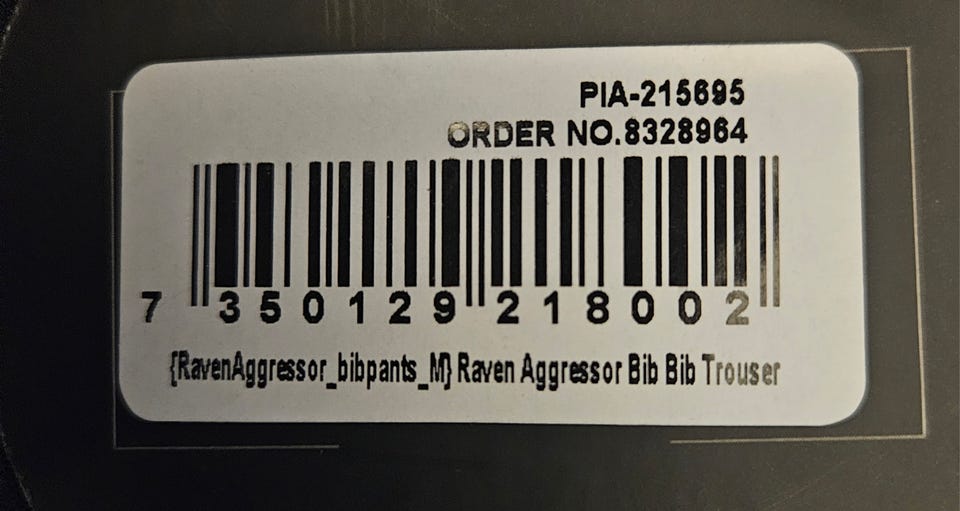 PIA-215695
ORDER NO.8328964
7 350129 218002
{RavenAggressor_bibpants_M} Raven Aggressor Bib Bib Trouser